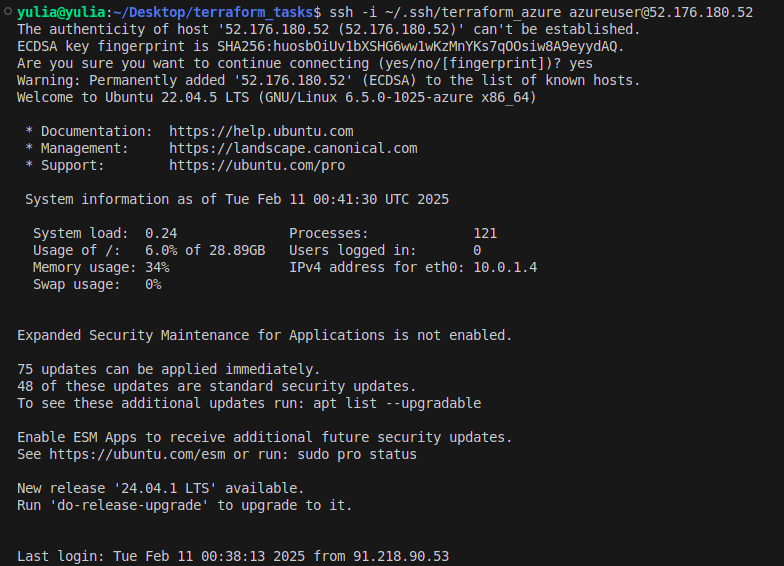 yulia@yulia:~/Desktop/terraform_tasks$ ssh -i ~/.ssh/terraform_azure azureuser@52.176.180.52
The authenticity of host '52.176.180.52 (52.176.180.52)' can't be established.
ECDSA key fingerprint is SHA256:huosbOiUv1bXSHG6ww1wKzMnYKs7qOOsiw8A9eyydAQ.
Are you sure you want to continue connecting (yes/no/[fingerprint])? yes
Warning: Permanently added '52.176.180.52' (ECDSA) to the list of known hosts.
Welcome to Ubuntu 22.04.5 LTS (GNU/Linux 6.5.0-1025-azure x86_64)
* Documentation:  https://help.ubuntu.com
* Management:     https://landscape.canonical.com
* Support:        https://ubuntu.com/pro
System information as of Tue Feb 11 00:41:30 UTC 2025
System load:  0.24              Processes:             121
Usage of /:   6.0% of 28.89GB   Users logged in:       0
Memory usage: 34%               IPv4 address for eth0: 10.0.1.4
Swap usage:   0%
Expanded Security Maintenance for Applications is not enabled.
75 updates can be applied immediately.
48 of these updates are standard security updates.
To see these additional updates run: apt list --upgradable
Enable ESM Apps to receive additional future security updates.
See https://ubuntu.com/esm or run: sudo pro status
New release '24.04.1 LTS' available.
Run 'do-release-upgrade' to upgrade to it.
Last login: Tue Feb 11 00:38:13 2025 from 91.218.90.53